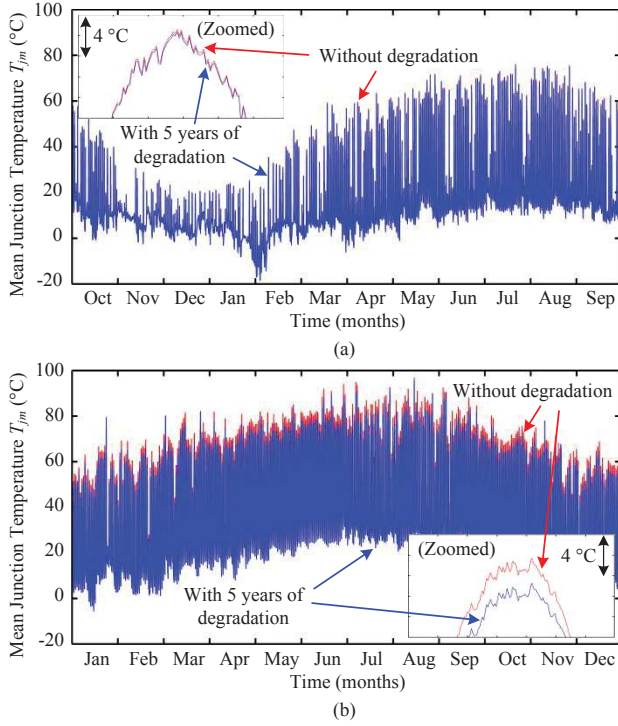 Mean Junction Temperature Tjm (°C)
100
80
60
40
20
0
-20
4 °C
(Zoomed)
Without degradation
With 5 years of
degradation
Oct Nov Dec Jan Feb Mar Apr May Jun Jul Aug Sep
Time (months)
(a)
Mean Junction Temperature Tjm (°C)
100
80
60
40
20
0
-20
Without degradation
(Zoomed)
4 °C
With 5 years of
degradation
Jan Feb Mar Apr May Jun Jul Aug Sep Oct Nov Dec
Time (months)
(b)